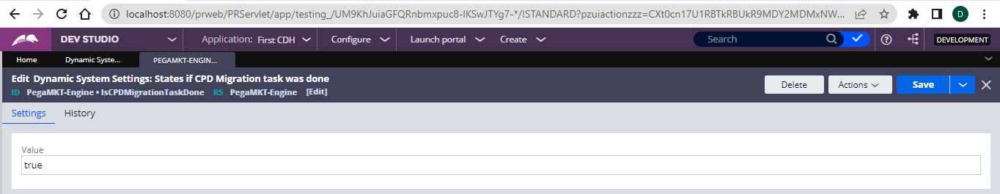 localhost:8080/prweb/PRServlet/app/testing_/UM9KhJuiaGFQRnbmxpuc8-IKSwJTYg7-*/!STANDARD?pzuiactionzzz=CXt0cn17U1RBTkRBUkR9MDY2MDMxNW...
D
DEV STUDIO Application: First CDH Configure Launch portal Create Search DEVELOPMENT
Home Dynamic Syste... PEGAMKT-ENGIN...
Edit Dynamic System Settings: States if CPD Migration task was done
ID PegaMKT-Engine • IsCPDMigrationTaskDone RS PegaMKT-Engine [Edit]
Delete Actions Save
Settings History
Value
true